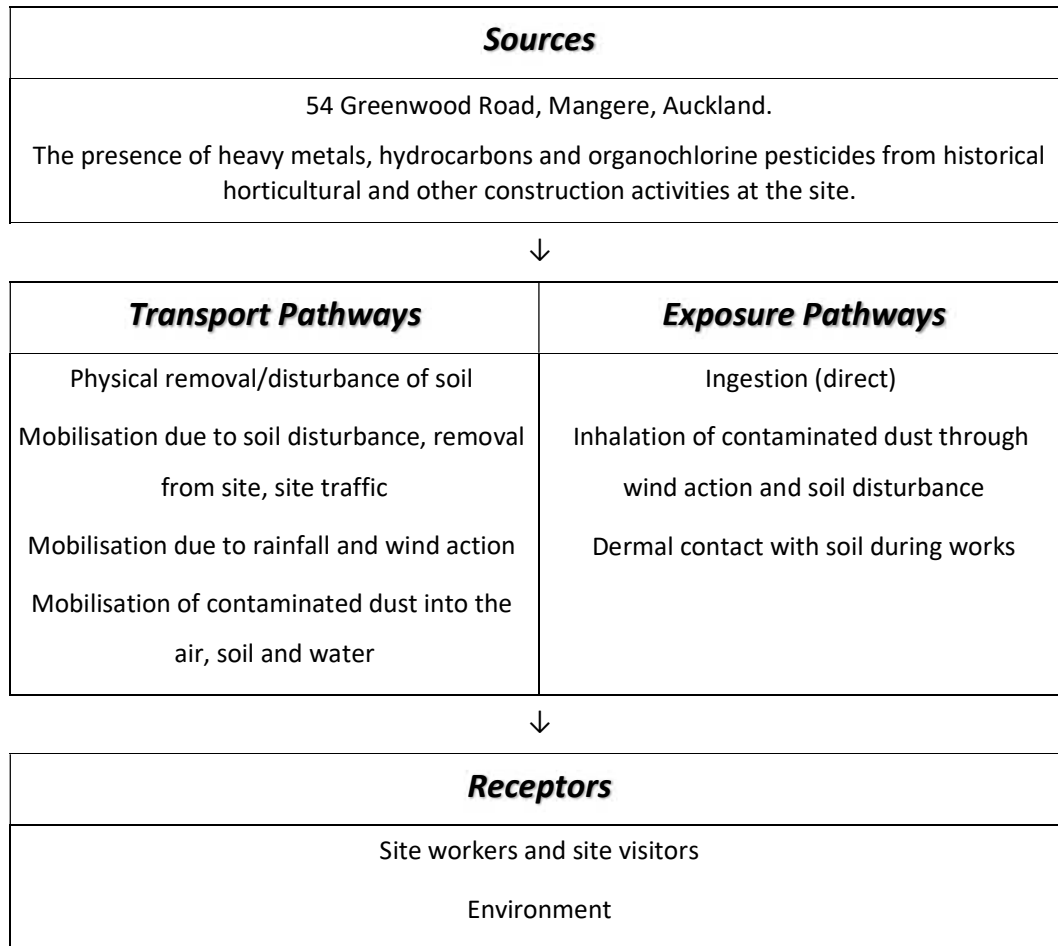 Sources
54 Greenwood Road, Mangere, Auckland.
The presence of heavy metals, hydrocarbons and organochlorine pesticides from historical
horticultural and other construction activities at the site.
↓
Transport Pathways
Physical removal/disturbance of soil
Mobilisation due to soil disturbance, removal
from site, site traffic
Mobilisation due to rainfall and wind action
Mobilisation of contaminated dust into the
air, soil and water
Exposure Pathways
Ingestion (direct)
Inhalation of contaminated dust through
wind action and soil disturbance
Dermal contact with soil during works
↓
Receptors
Site workers and site visitors
Environment